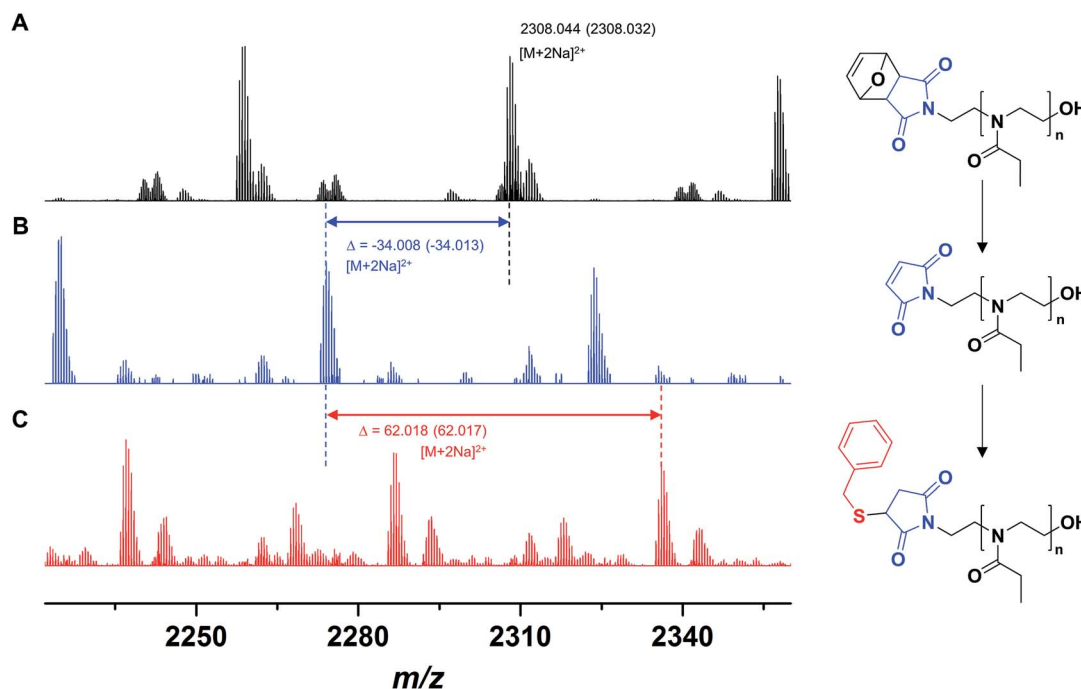 A
2308.044 (2308.032)
[M+2Na]²⁺
O
O
N
O
N
O
n
OH
B
Δ = -34.008 (-34.013)
[M+2Na]²⁺
O
N
O
N
O
n
OH
C
Δ = 62.018 (62.017)
[M+2Na]²⁺
S
O
N
O
N
O
n
OH
2250 2280 2310 2340
m/z